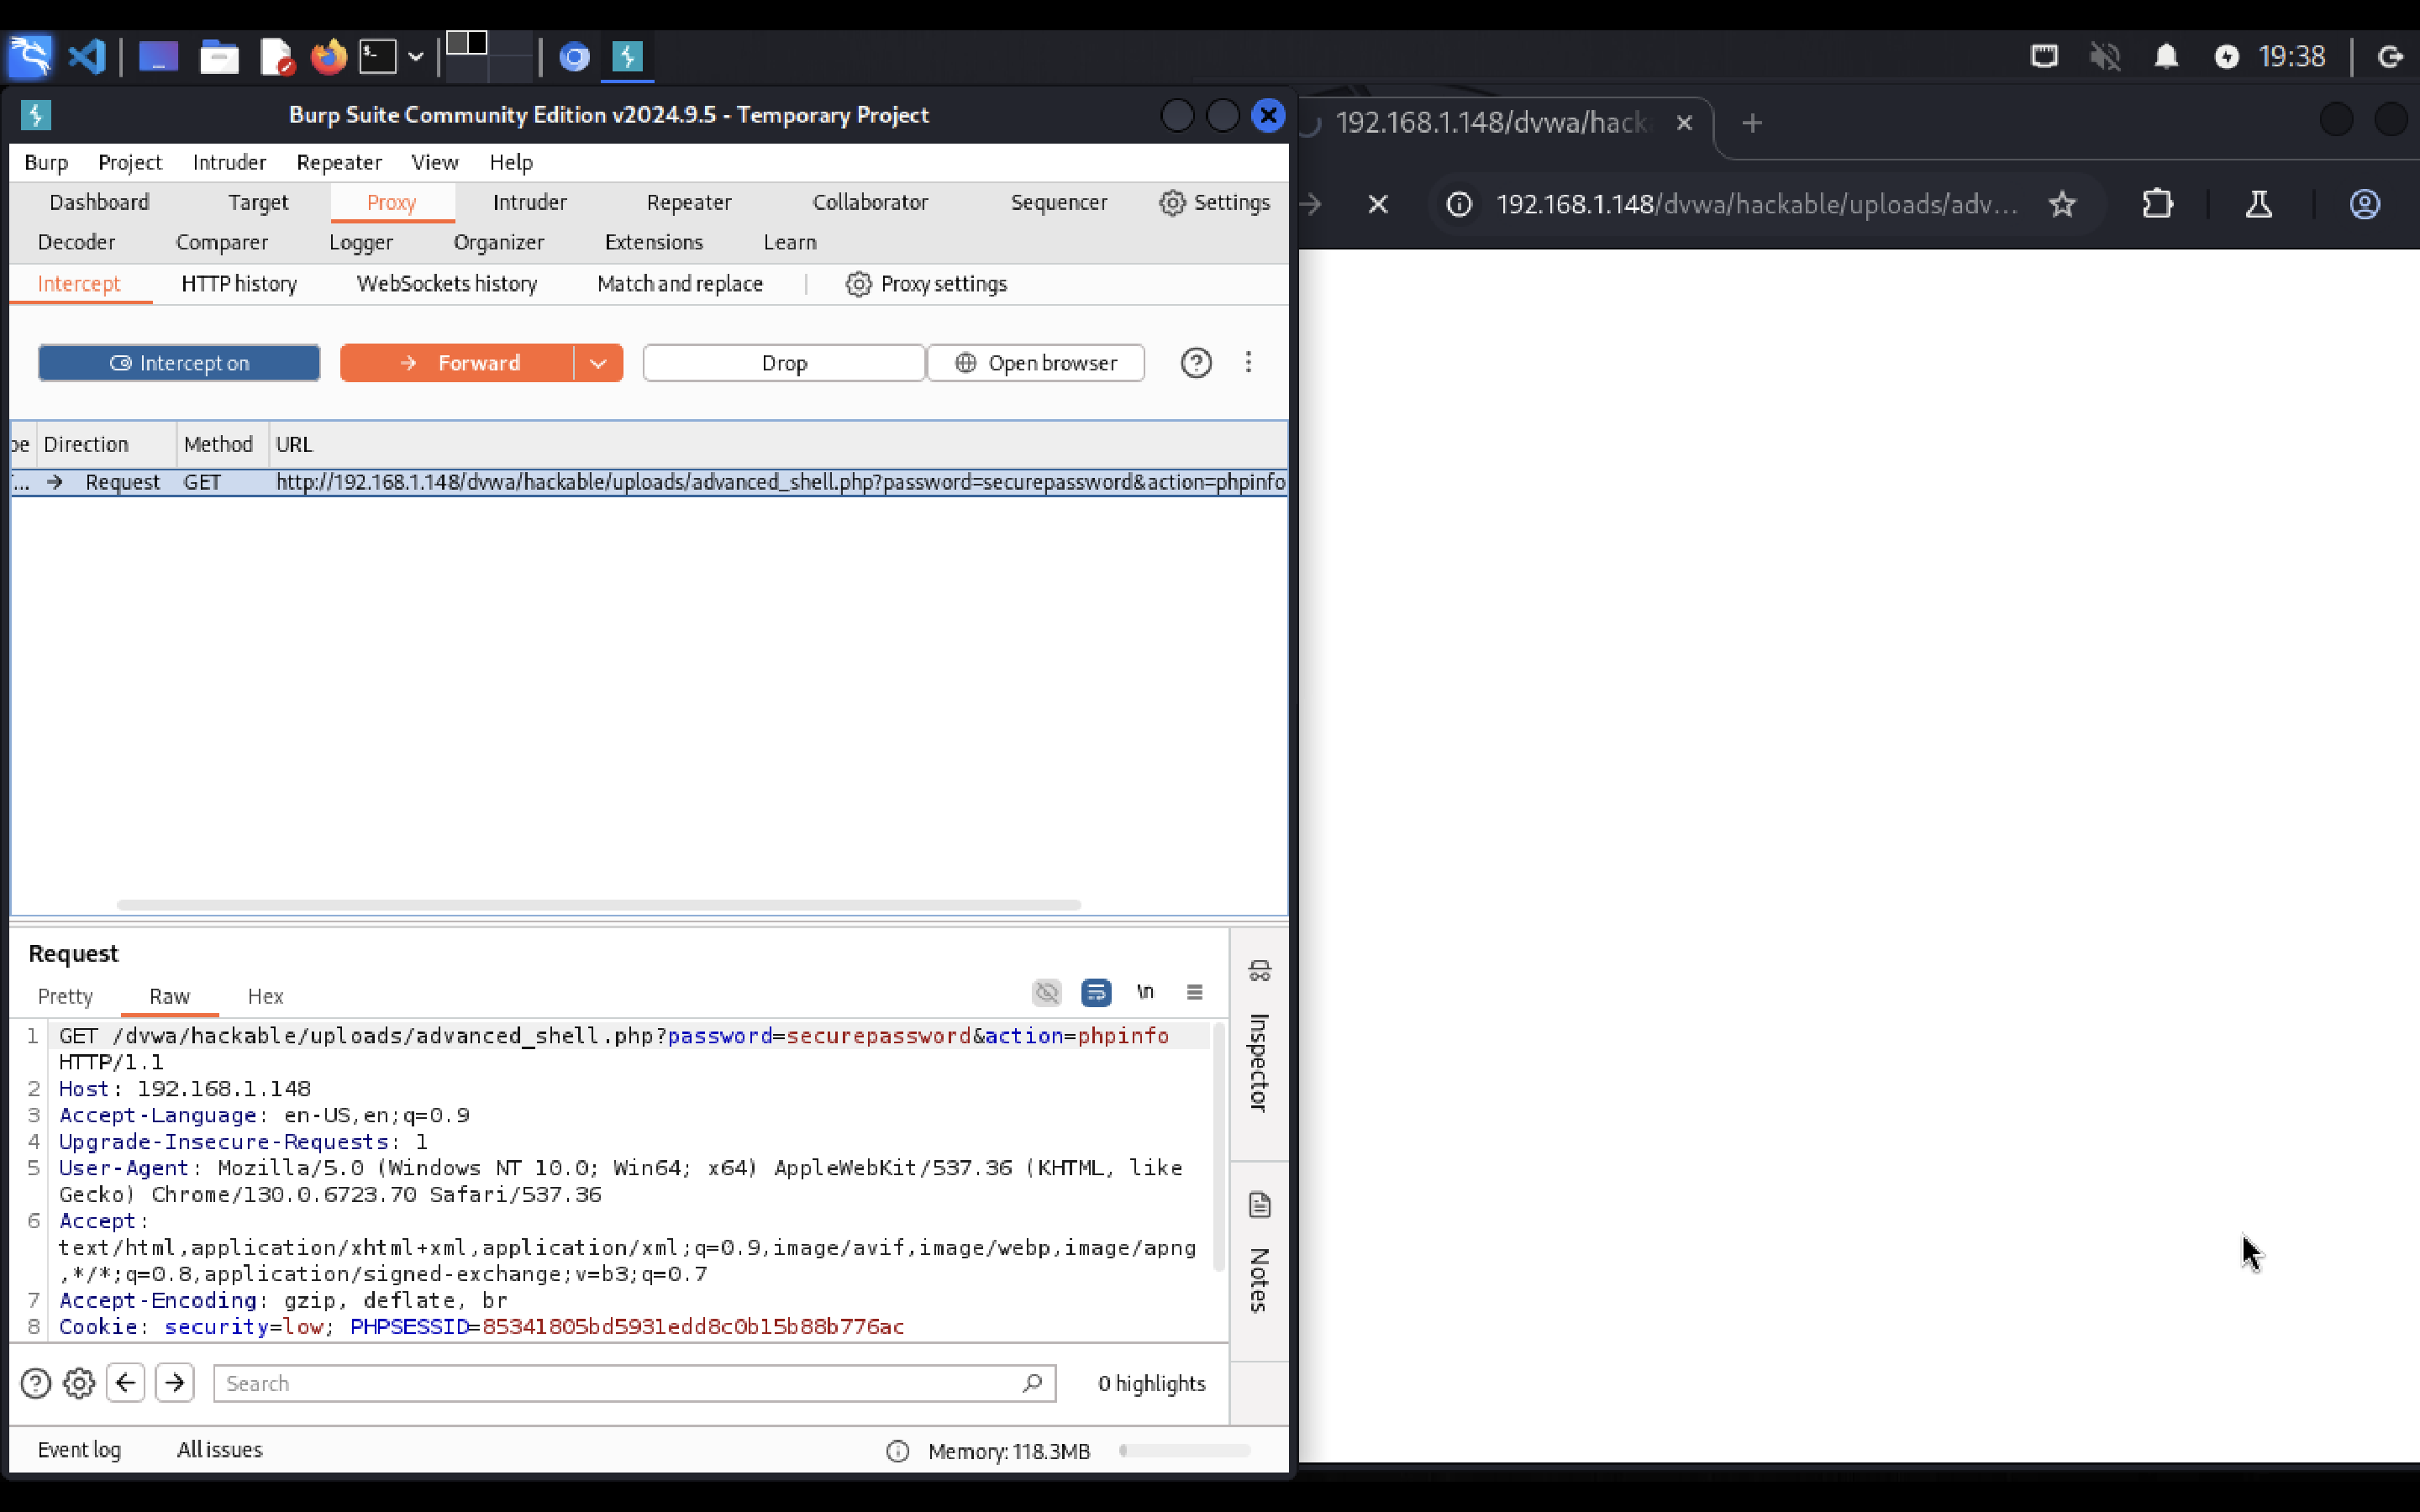 19:38
Burp Suite Community Edition v2024.9.5 - Temporary Project
192.168.1.148/dvwa/hack
Burp Project Intruder Repeater View Help
Dashboard Target Proxy Intruder Repeater Collaborator Sequencer Settings
192.168.1.148/dvwa/hackable/uploads/adv...
Decoder Comparer Logger Organizer Extensions Learn
Intercept HTTP history WebSockets history Match and replace Proxy settings
Intercept on Forward Drop Open browser
pe Direction Method URL
... → Request GET http://192.168.1.148/dvwa/hackable/uploads/advanced_shell.php?password=securepassword&action=phpinfo
Request
Pretty Raw Hex \n
1 GET /dvwa/hackable/uploads/advanced_shell.php?password=securepassword&action=phpinfo
HTTP/1.1
2 Host: 192.168.1.148
3 Accept-Language: en-US,en;q=0.9
4 Upgrade-Insecure-Requests: 1
5 User-Agent: Mozilla/5.0 (Windows NT 10.0; Win64; x64) AppleWebKit/537.36 (KHTML, like
Gecko) Chrome/130.0.6723.70 Safari/537.36
6 Accept:
text/html,application/xhtml+xml,application/xml;q=0.9,image/avif,image/webp,image/apng
,*/*;q=0.8,application/signed-exchange;v=b3;q=0.7
7 Accept-Encoding: gzip, deflate, br
8 Cookie: security=low; PHPSESSID=85341805bd5931edd8c0b15b88b776ac
Inspector
Notes
Search 0 highlights
Event log All issues Memory: 118.3MB